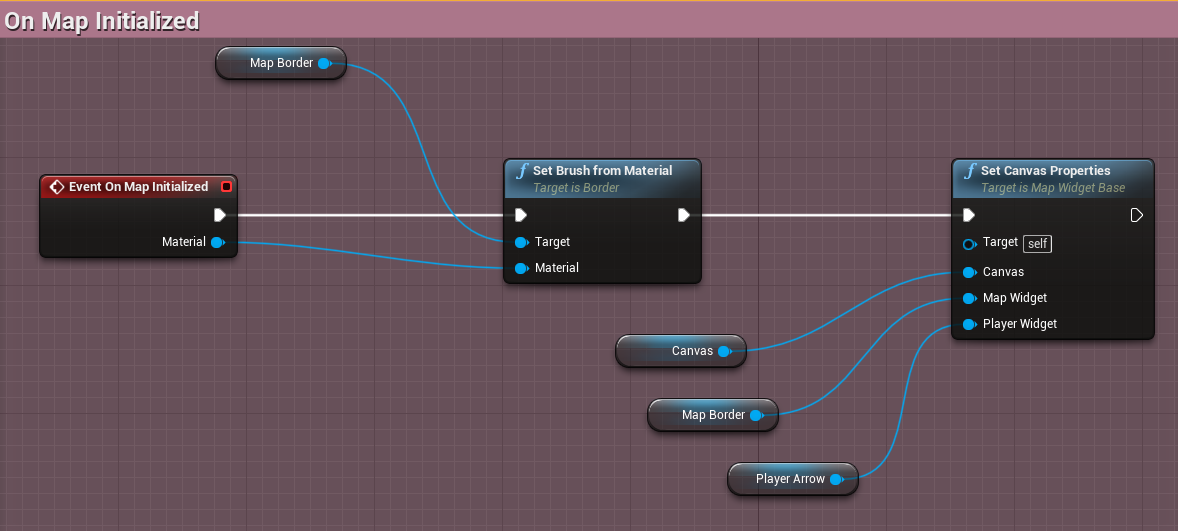 On Map Initialized
Map Border
Event On Map Initialized
Material
Set Brush from Material
Target is Border
Target
Material
Set Canvas Properties
Target is Map Widget Base
Target self
Canvas
Map Widget
Player Widget
Canvas
Map Border
Player Arrow